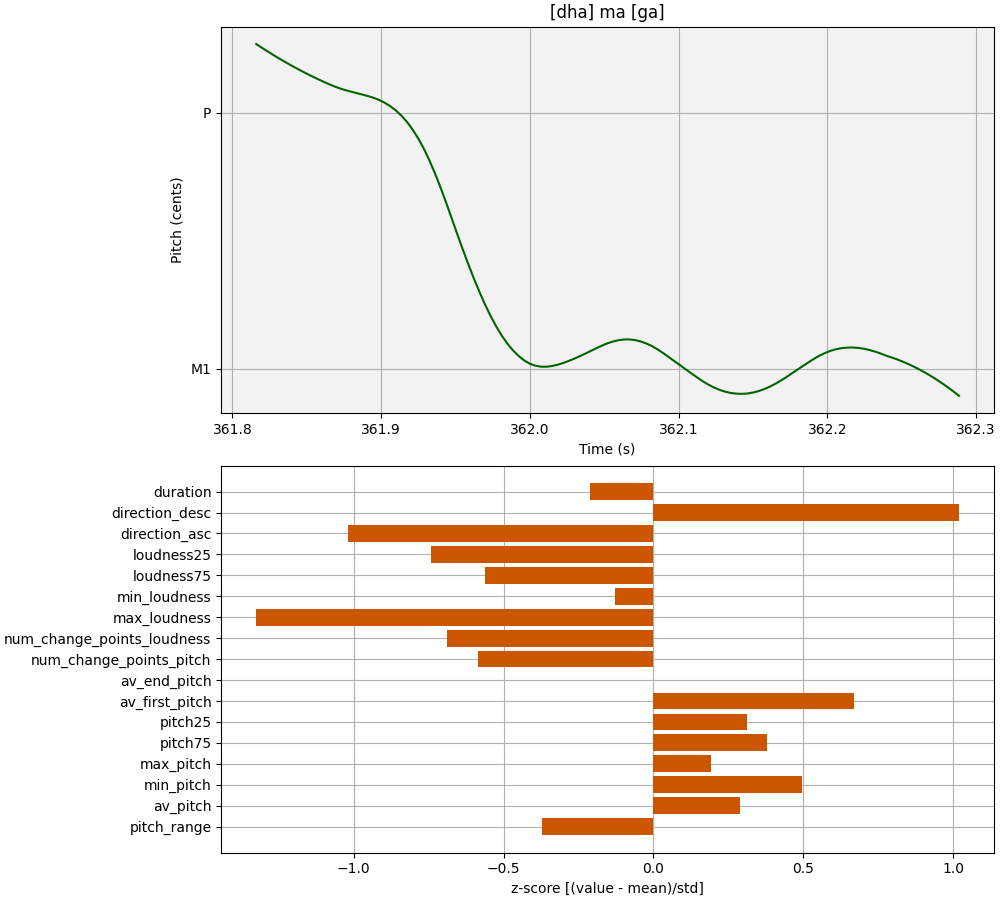 [dha] ma [ga]
P
M1
Pitch (cents)
361.8 361.9 362.0 362.1 362.2 362.3
Time (s)
duration
direction_desc
direction_asc
loudness25
loudness75
min_loudness
max_loudness
num_change_points_loudness
num_change_points_pitch
av_end_pitch
av_first_pitch
pitch25
pitch75
max_pitch
min_pitch
av_pitch
pitch_range
−1.0 −0.5 0.0 0.5 1.0
z-score [(value - mean)/std]